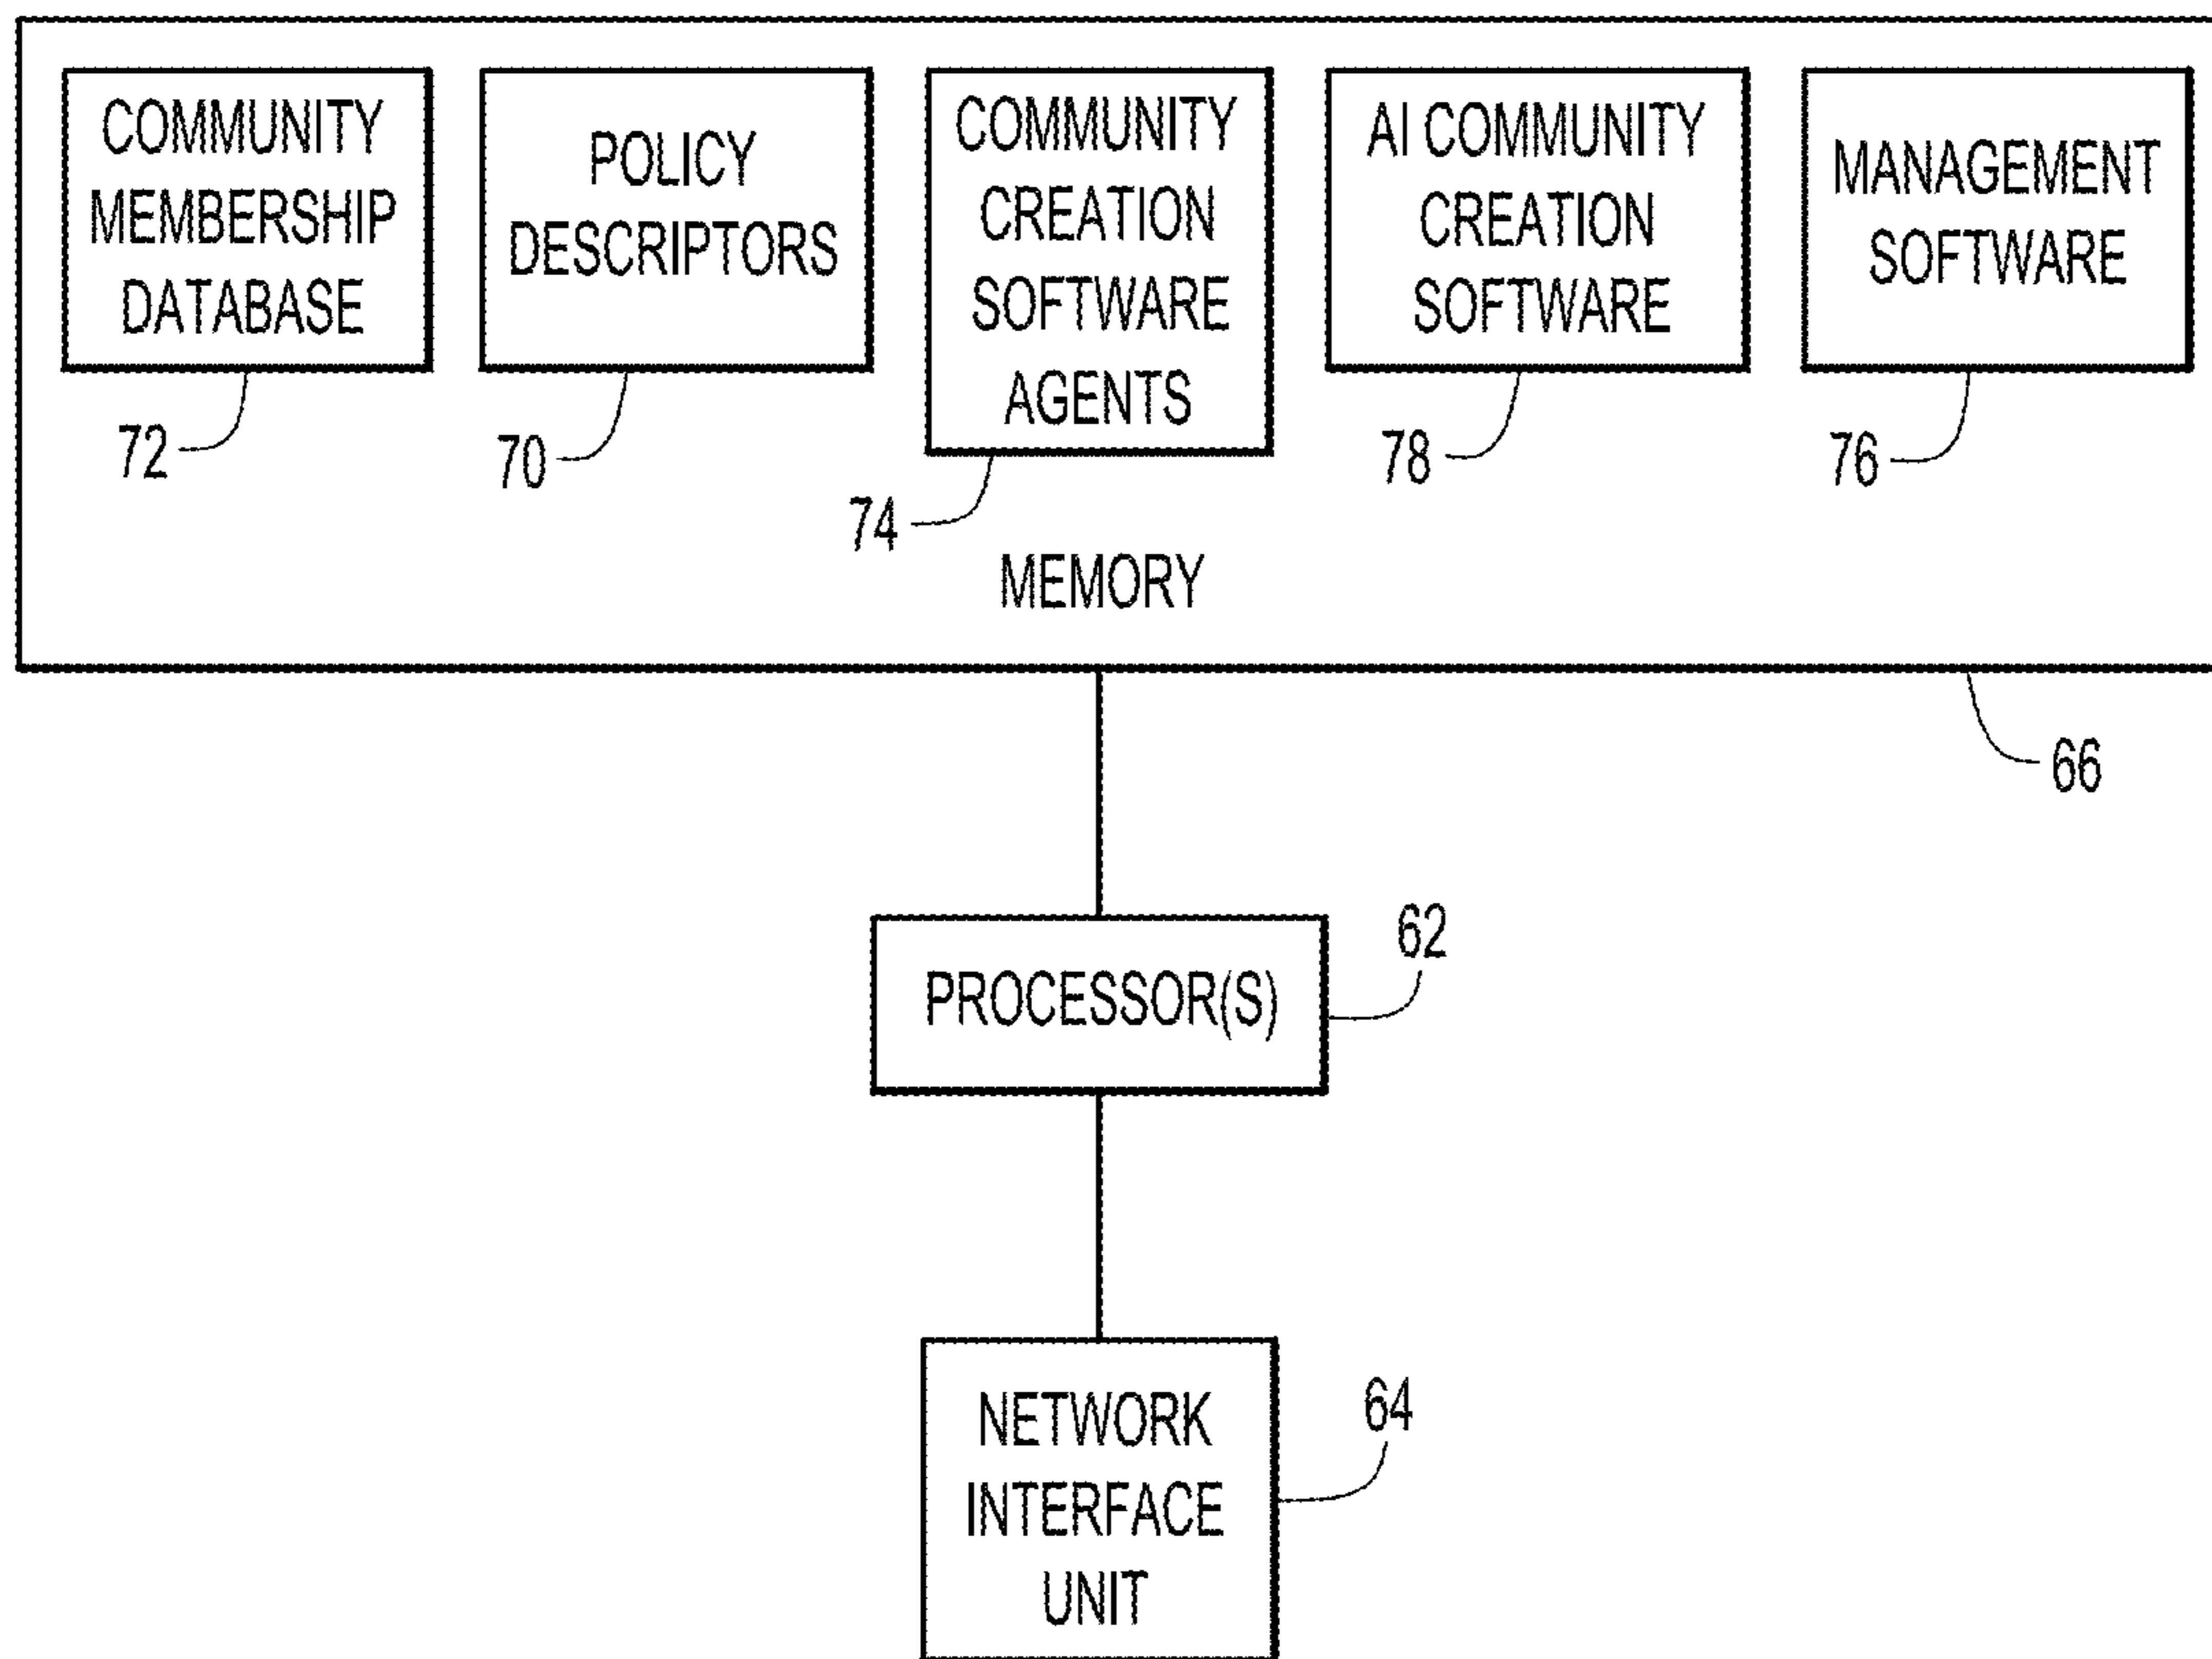 COMMUNITY
MEMBERSHIP
DATABASE
72
POLICY
DESCRIPTORS
70
COMMUNITY
CREATION
SOFTWARE
AGENTS
74
AI COMMUNITY
CREATION
SOFTWARE
78
MANAGEMENT
SOFTWARE
76
MEMORY
66
PROCESSOR(S)
62
NETWORK
INTERFACE
UNIT
64